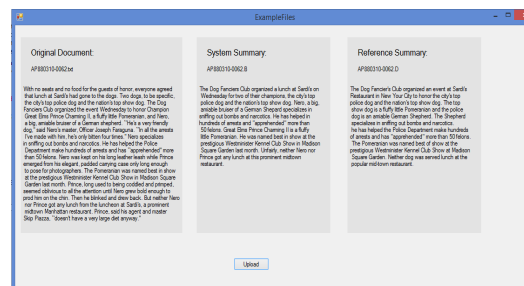 ExampleFiles
Original Document:
AP880310-0062.txt
With no seats and no food for the guests of honor, everyone agreed
that lunch at Sardi's had gone to the dogs. Two dogs, to be specific,
the city's top police dog and the nation's top show dog. The Dog
Fanciers Club organized the event Wednesday to honor Champion
Great Elms Prince Charming II, a fluffy little Pomeranian, and Nero,
a big, amiable bruiser of a German shepherd. "He's a very friendly
dog," said Nero's master, Officer Joseph Faraguna. "In all the arrests
I've made with him, he's only bitten four times." Nero specializes
in sniffing out bombs and narcotics. He has helped the Police
Department make hundreds of arrests and has "apprehended" more
than 50 felons. Nero was kept on his long leather leash while Prince
emerged from his elegant, padded carrying case only long enough
to pose for photographers. The Pomeranian was named best in show
at the prestigious Westminster Kennel Club Show in Madison Square
Garden last month. Prince, long used to being coddled and primped,
seemed oblivious to all the attention until Nero grew bold enough to
prod him on the chin. Then he blinked and drew back. But neither Nero
nor Prince got any lunch from the luncheon at Sardi's, a prominent
midtown Manhattan restaurant. Prince, said his agent and master
Skip Piazza, "doesn't have a very large diet anyway."
System Summary:
AP880310-0062.B
The Dog Fanciers Club organized a lunch at Sardi's on
Wednesday for two of their champions, the city's top
police dog and the nation's top show dog. Nero, a big,
amiable bruiser of a German Shepard specializes in
sniffing out bombs and narcotics. He has helped in
hundreds of arrests and "apprehended" more then
50 felons. Great Elms Prince Charming II is a fluffy
little Pomeranian. He was named best in show at the
prestigious Westminister Kennel Club Show in Madison
Square Garden last month. Unfairly, neither Nero nor
Prince got any lunch at the prominent midtown
restaurant.
Reference Summary:
AP880310-0062.D
The Dog Fancier's Club organized an event at Sardi's
Restaurant in New York City to honor the city's top
police dog and the nation's top show dog. The top
show dog is a fluffy little Pomeranian and the police
dog is an amiable German Shepherd. The Shepherd
specializes in sniffing out bombs and narcotics.
he has helped the Police Department make hundreds
of arrests and has "apprehended" more than 50 felons.
The Pomeranian was named best of show at the
prestigious Westminister Kennel Club Show at Madison
Square Garden. Neither dog was served lunch at the
popular mid-town restaurant.
Upload